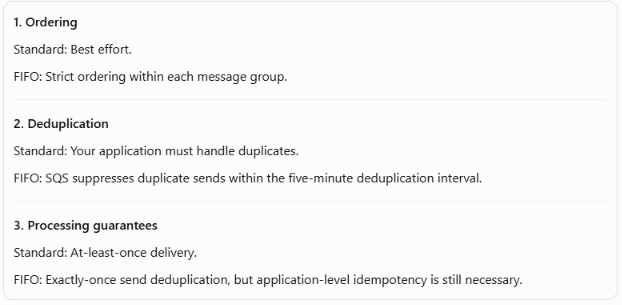 1. Ordering
Standard: Best effort.
FIFO: Strict ordering within each message group.
2. Deduplication
Standard: Your application must handle duplicates.
FIFO: SQS suppresses duplicate sends within the five-minute deduplication interval.
3. Processing guarantees
Standard: At-least-once delivery.
FIFO: Exactly-once send deduplication, but application-level idempotency is still necessary.